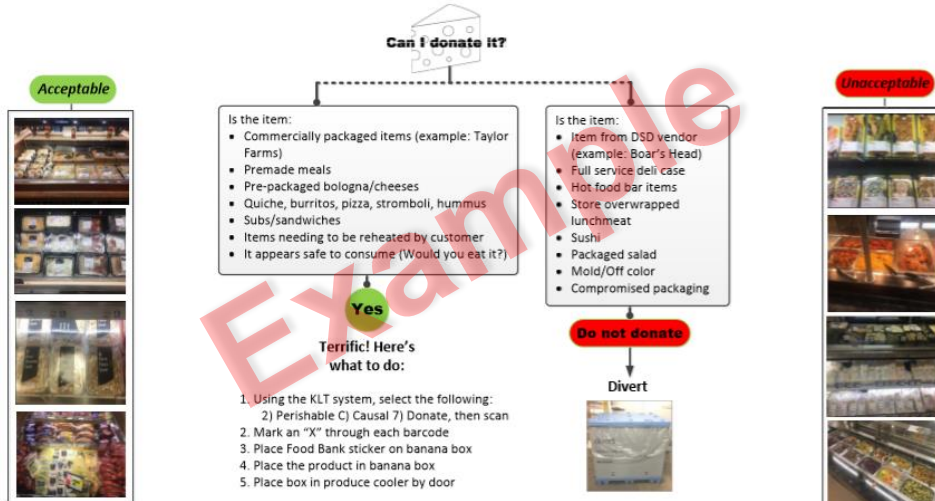 Can I donate it?
Acceptable
Is the item:
• Commercially packaged items (example: Taylor
Farms)
• Premade meals
• Pre-packaged bologna/cheeses
• Quiche, burritos, pizza, stromboli, hummus
• Subs/sandwiches
• Items needing to be reheated by customer
• It appears safe to consume (Would you eat it?)
Yes
Terrific! Here's
what to do:
1. Using the KLT system, select the following:
2) Perishable C) Causal 7) Donate, then scan
2. Mark an "X" through each barcode
3. Place Food Bank sticker on banana box
4. Place the product in banana box
5. Place box in produce cooler by door
Is the item:
• Item from DSD vendor
(example: Boar's Head)
• Full service deli case
• Hot food bar items
• Store overwrapped
lunchmeat
• Sushi
• Packaged salad
• Mold/Off color
• Compromised packaging
Do not donate
Divert
Unacceptable
Example